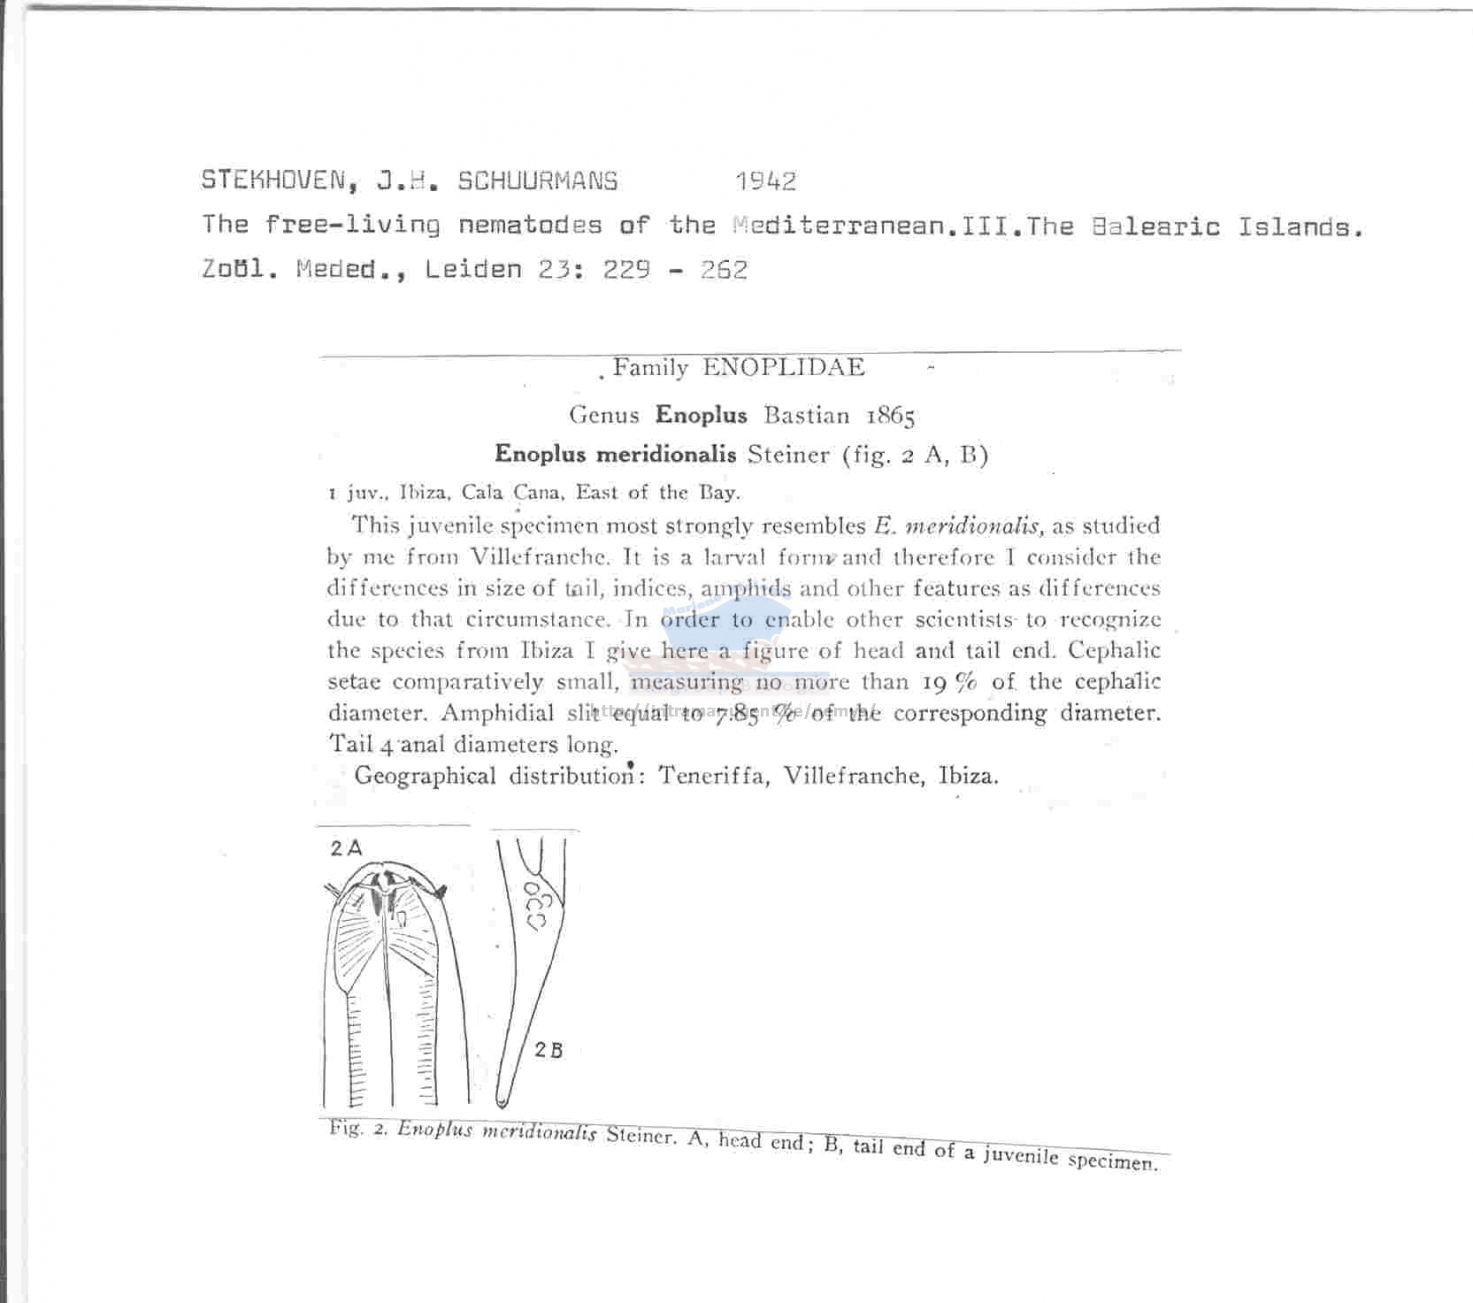 STEKHOVEN, J.H. SCHUURMANS 1942
The free-living nematodes of the Mediterranean.III.The Balearic Islands.
Zoöl. Meded., Leiden 23: 229 - 262
Family ENOPLIDAE
Genus Enoplus Bastian 1865
Enoplus meridionalis Steiner (fig. 2 A, B)
1 juv., Ibiza, Cala Cana, East of the Bay.
This juvenile specimen most strongly resembles E. meridionalis, as studied
by me from Villefranche. It is a larval form and therefore I consider the
differences in size of tail, indices, amphids and other features as differences
due to that circumstance. In order to enable other scientists to recognize
the species from Ibiza I give here a figure of head and tail end. Cephalic
setae comparatively small, measuring no more than 19 % of the cephalic
diameter. Amphidial slit equal to 7.85 % of the corresponding diameter.
Tail 4 anal diameters long.
Geographical distribution: Teneriffa, Villefranche, Ibiza.
2 A
2 B
Fig. 2. Enoplus meridionalis Steiner. A, head end; B, tail end of a juvenile specimen.